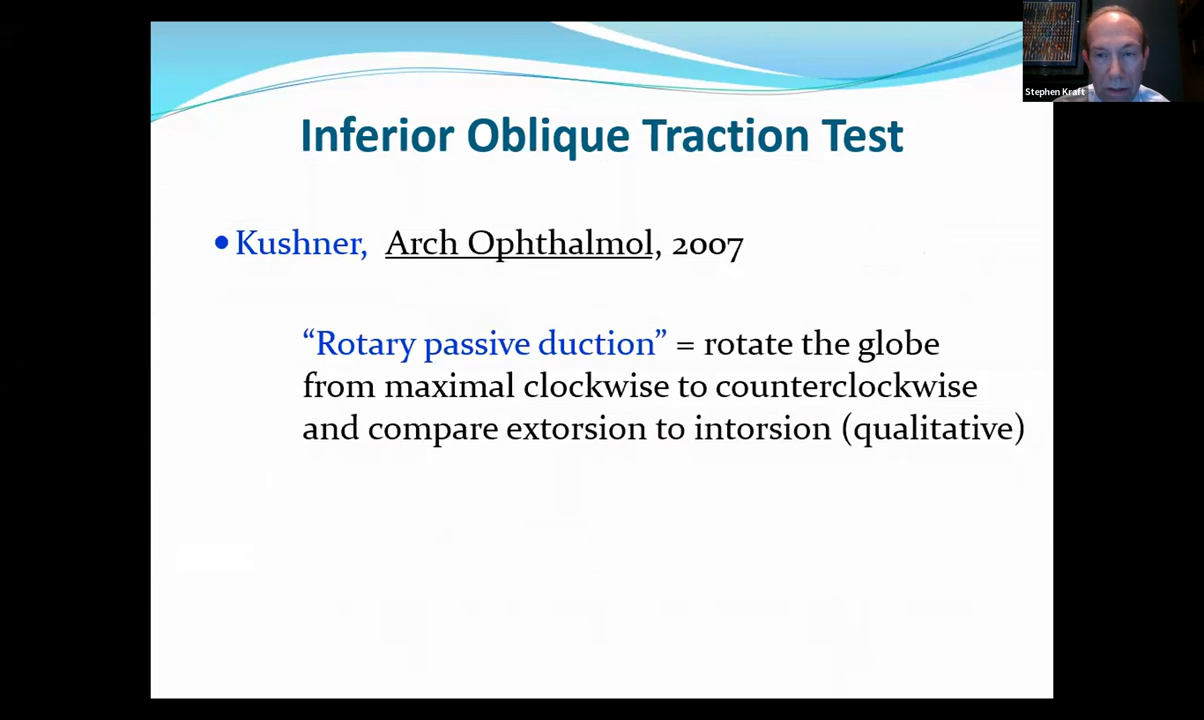 Stephen Kraft
Inferior Oblique Traction Test
• Kushner, Arch Ophthalmol, 2007
“Rotary passive duction” = rotate the globe
from maximal clockwise to counterclockwise
and compare extorsion to intorsion (qualitative)